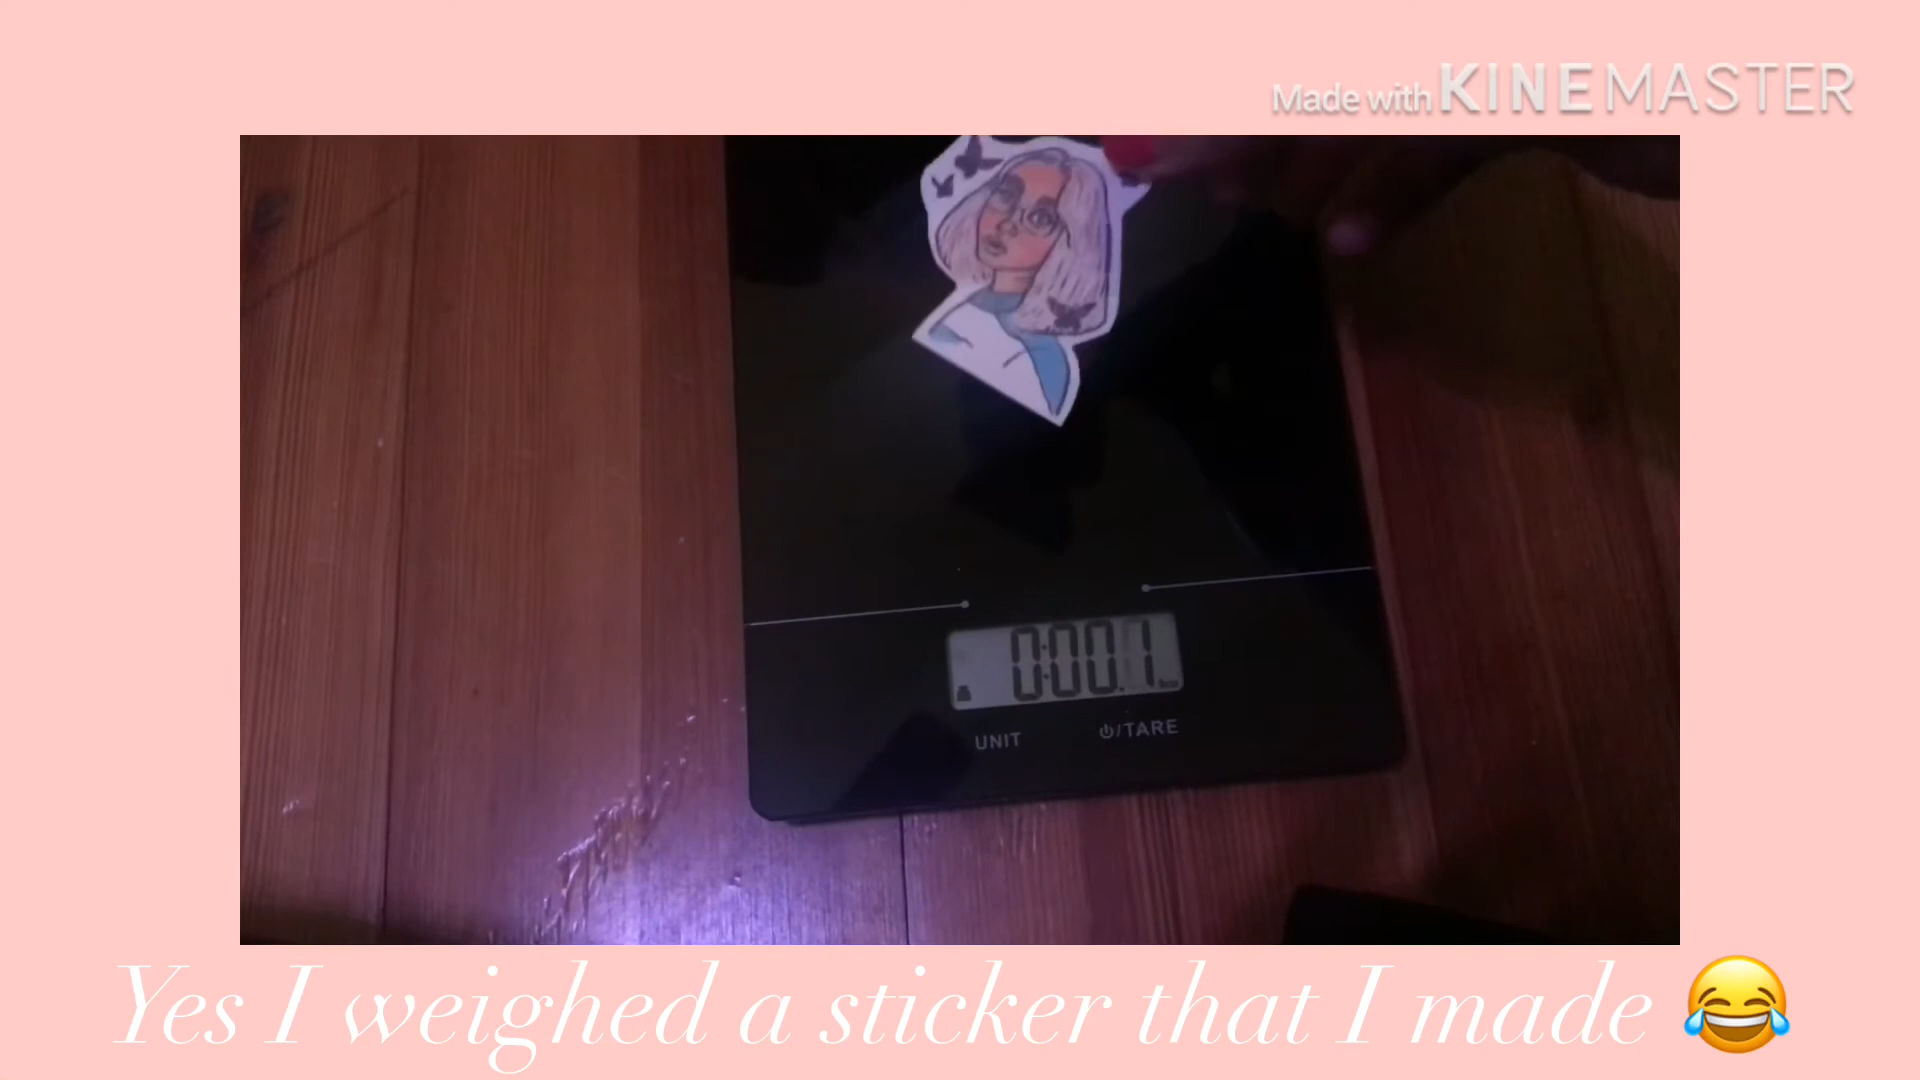 Made with KINEMASTER
0:00.1
UNIT
⏻/TARE
Yes I weighed a sticker that I made 😂